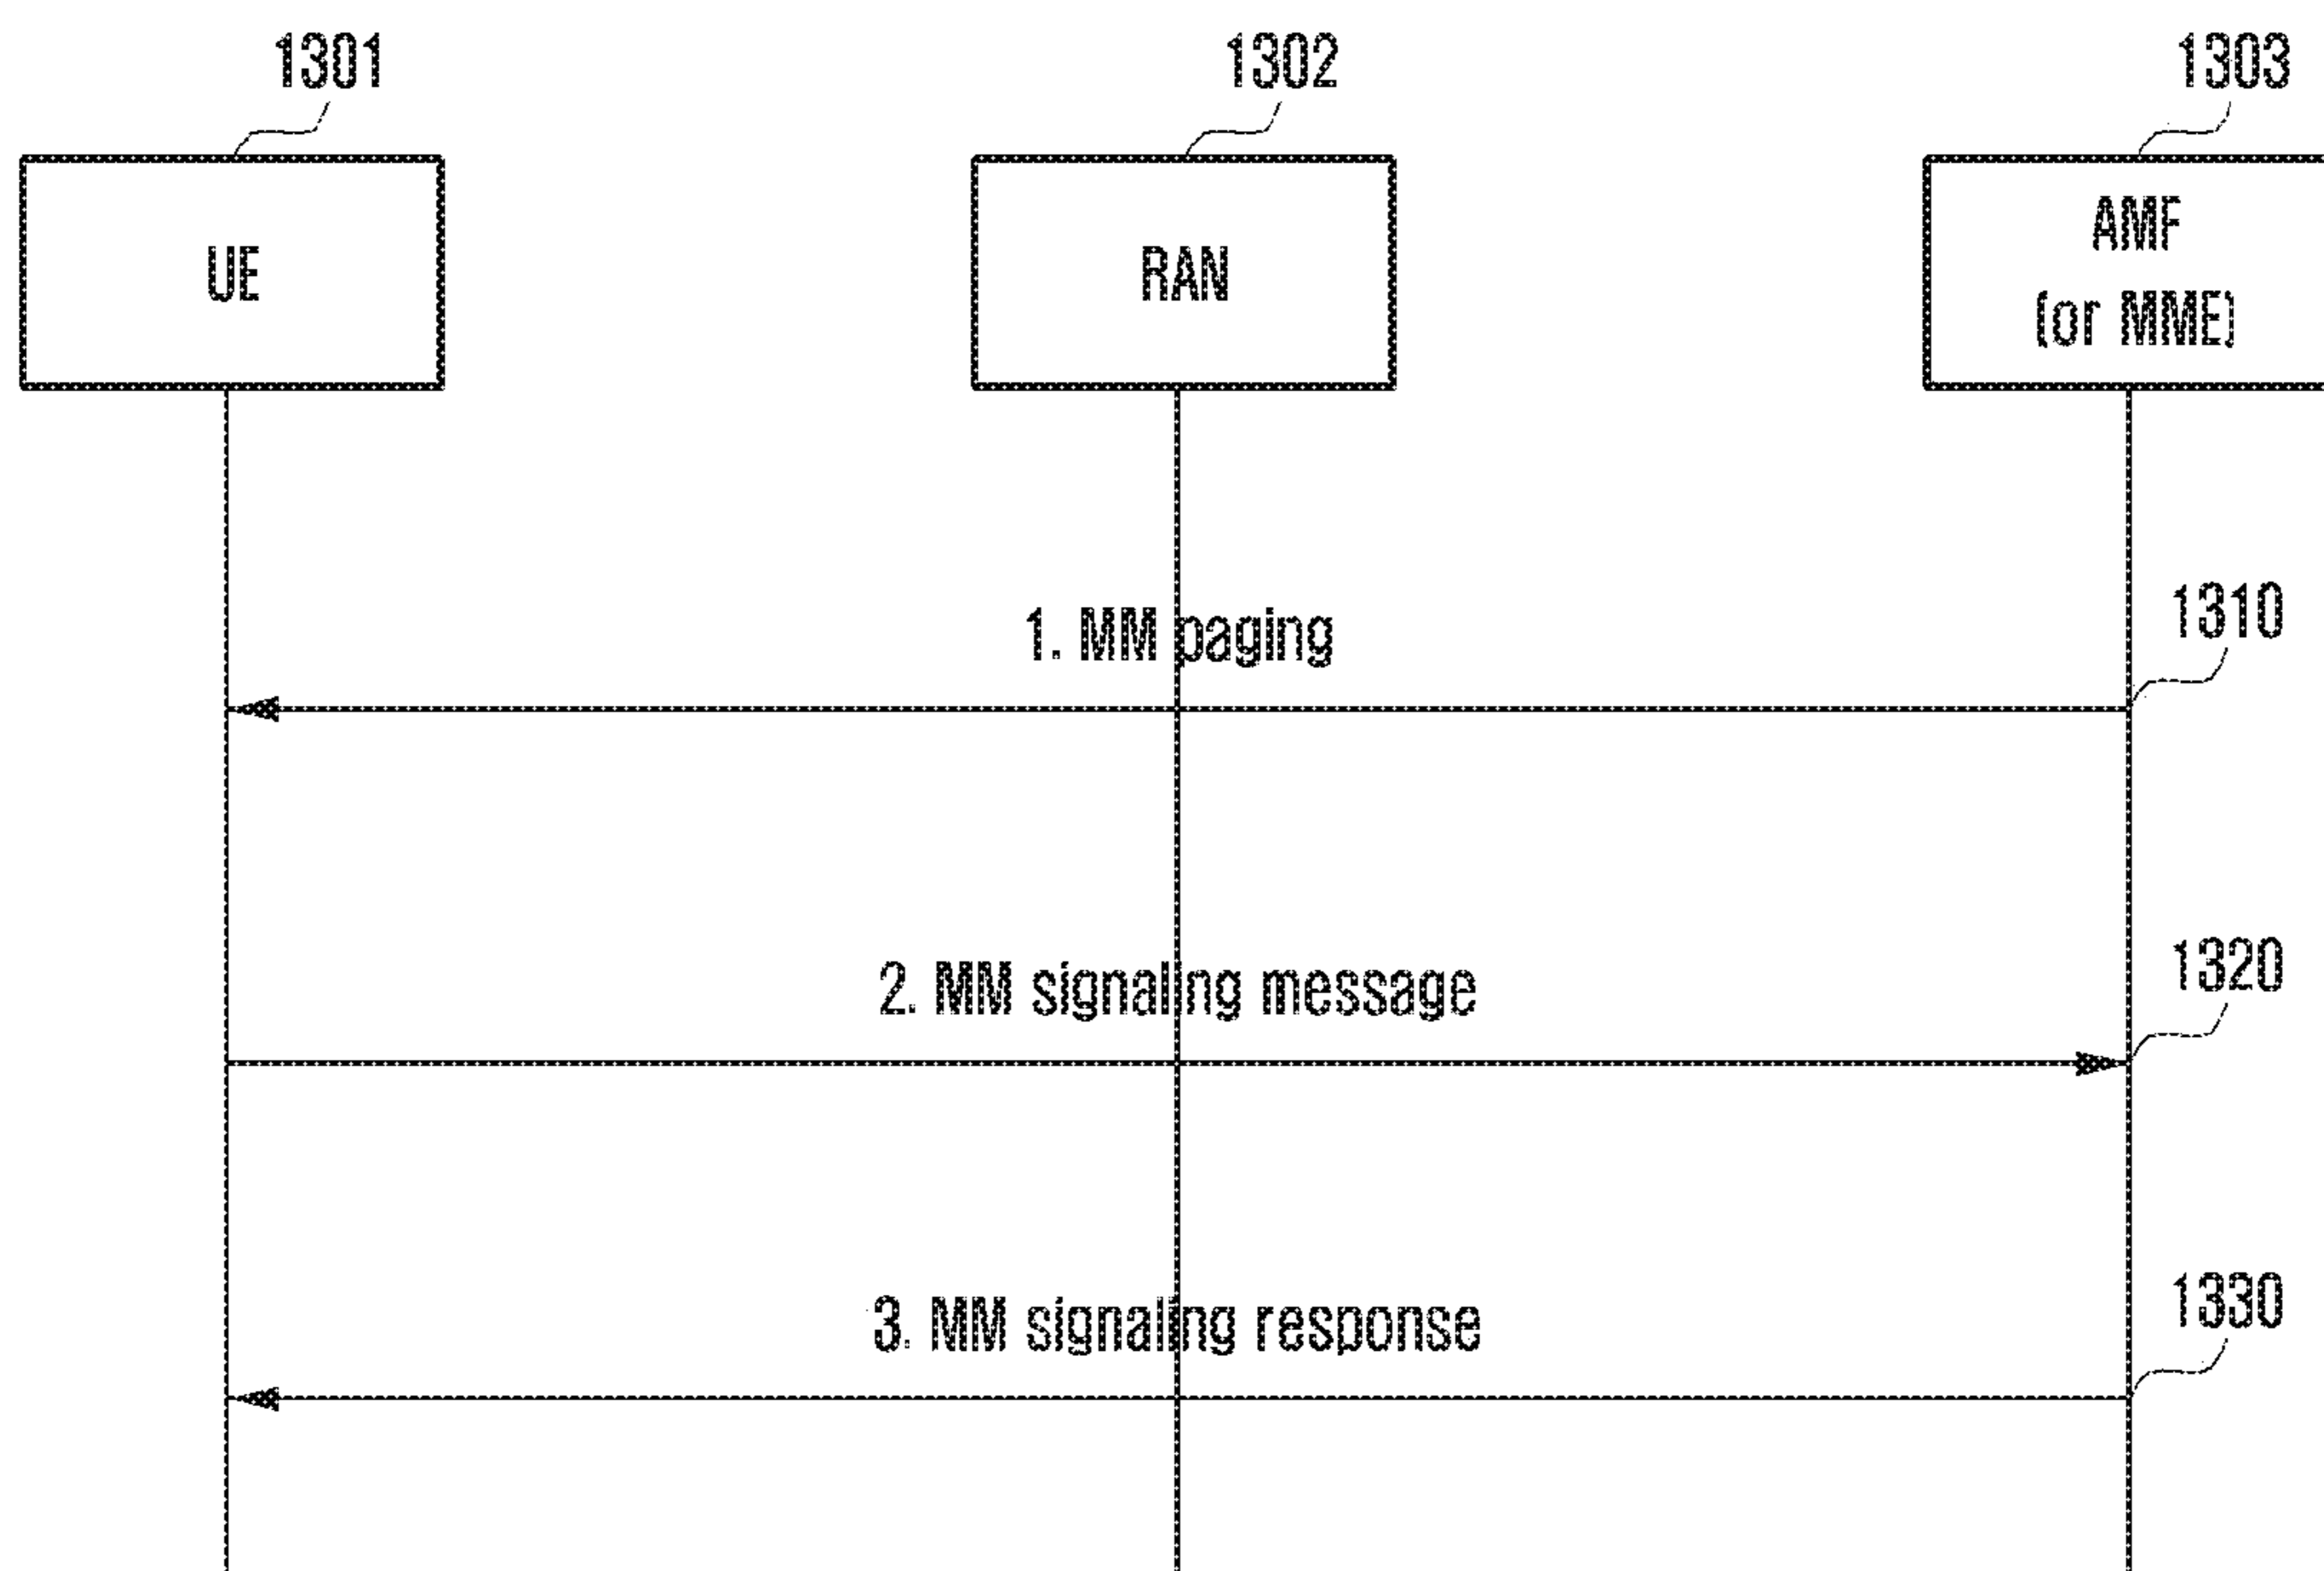 1301
1302
1303
UE
RAN
AMF
(or MME)
1310
1. MM paging
1320
2. MM signaling message
1330
3. MM signaling response